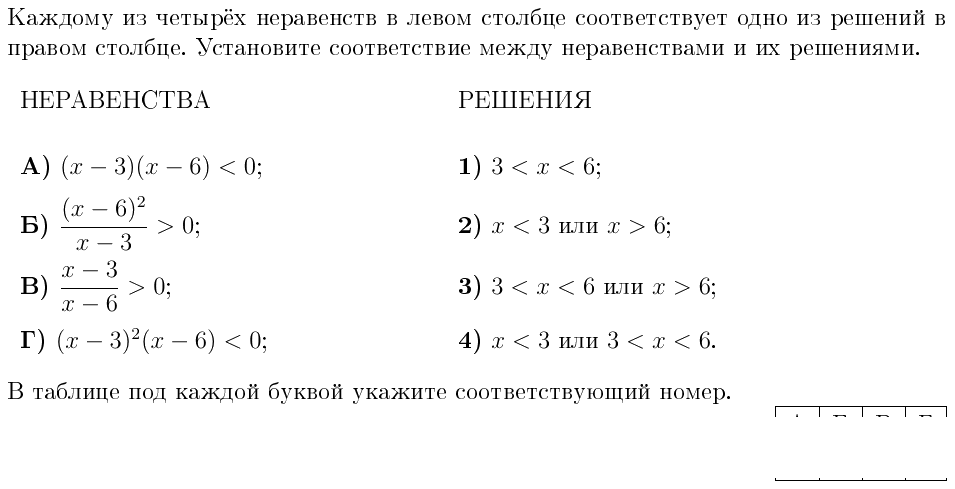 Каждому из четырёх неравенств в левом столбце соответствует одно из решений в
правом столбце. Установите соответствие между неравенствами и их решениями.
НЕРАВЕНСТВА РЕШЕНИЯ
А) (x − 3)(x − 6) < 0; 1) 3 < x < 6;
Б) (x − 6)²/(x − 3) > 0; 2) x < 3 или x > 6;
В) (x − 3)/(x − 6) > 0; 3) 3 < x < 6 или x > 6;
Г) (x − 3)²(x − 6) < 0; 4) x < 3 или 3 < x < 6.
В таблице под каждой буквой укажите соответствующий номер.